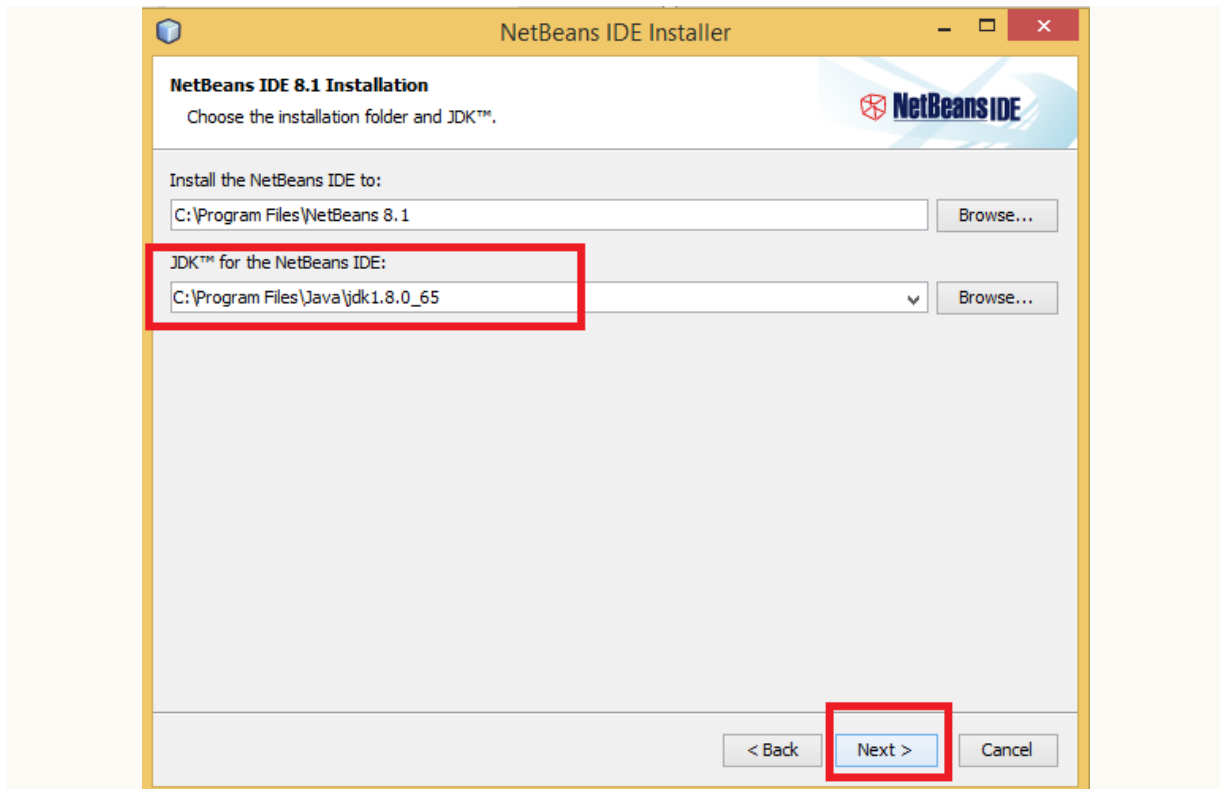 NetBeans IDE Installer
NetBeans IDE 8.1 Installation
Choose the installation folder and JDK™.
NetBeans IDE
Install the NetBeans IDE to:
C:\Program Files\NetBeans 8.1 Browse...
JDK™ for the NetBeans IDE:
C:\Program Files\Java\jdk1.8.0_65 Browse...
< Back Next > Cancel